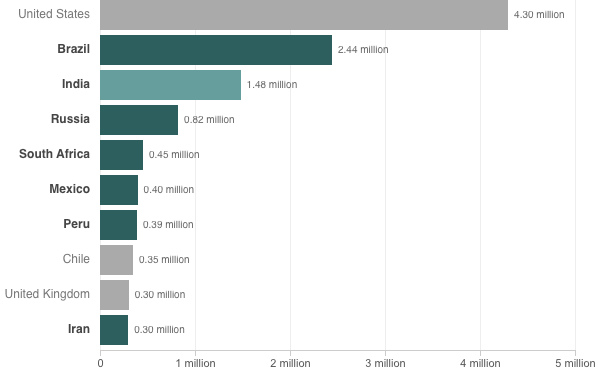 United States 4.30 million
Brazil 2.44 million
India 1.48 million
Russia 0.82 million
South Africa 0.45 million
Mexico 0.40 million
Peru 0.39 million
Chile 0.35 million
United Kingdom 0.30 million
Iran 0.30 million
0 1 million 2 million 3 million 4 million 5 million